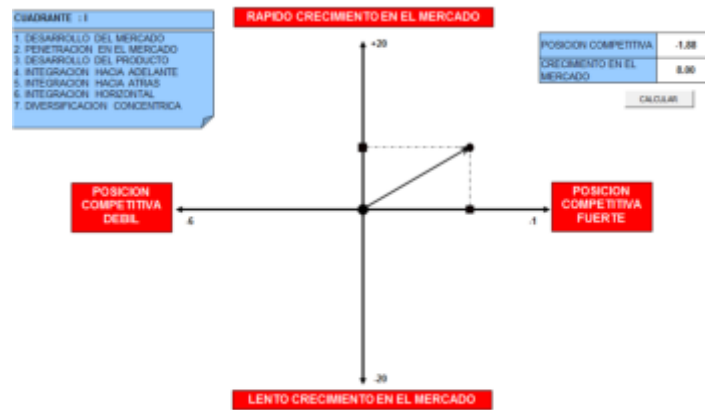 CUADRANTE : I
1. DESARROLLO DEL MERCADO
2. PENETRACION EN EL MERCADO
3. DESARROLLO DEL PRODUCTO
4. INTEGRACION HACIA ADELANTE
5. INTEGRACION HACIA ATRAS
6. INTEGRACION HORIZONTAL
7. DIVERSIFICACION CONCENTRICA
RAPIDO CRECIMIENTO EN EL MERCADO
+20
POSICION COMPETITIVA -1.88
CRECIMIENTO EN EL
MERCADO 8.00
CALCULAR
POSICION
COMPETITIVA
DEBIL
-6
-1
POSICION
COMPETITIVA
FUERTE
-20
LENTO CRECIMIENTO EN EL MERCADO